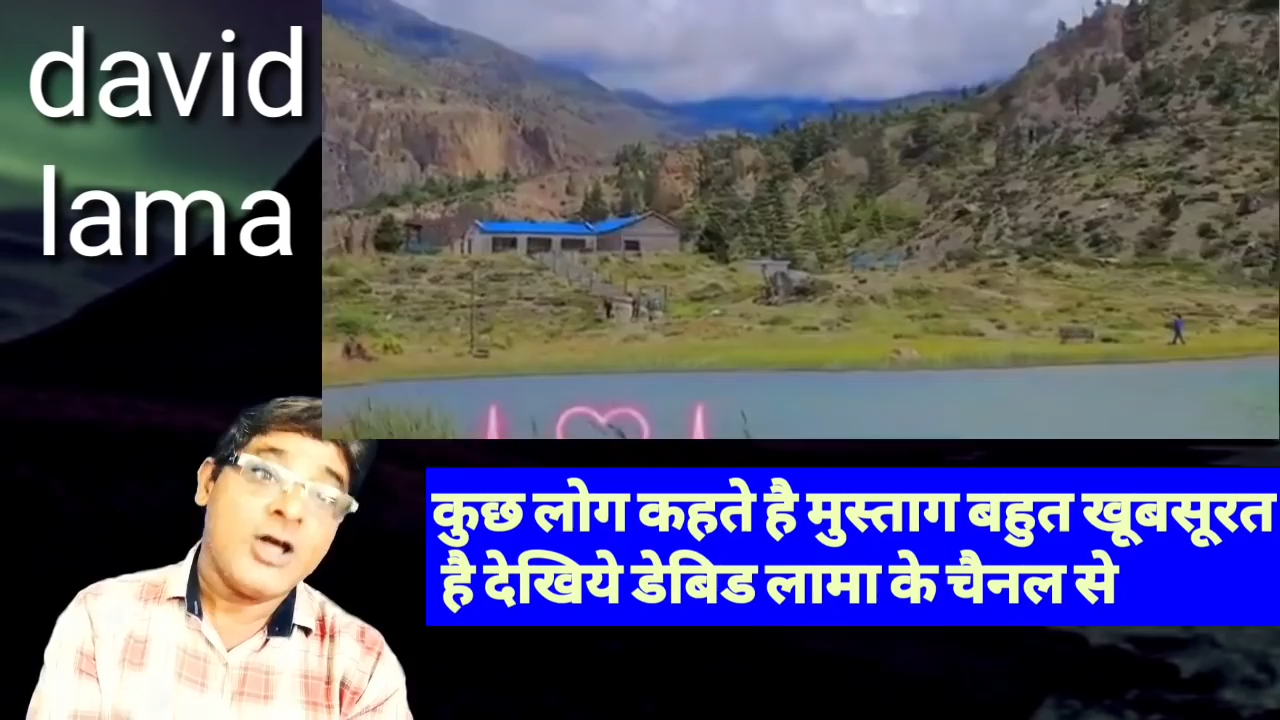 david
lama
कुछ लोग कहते है मुस्ताग बहुत खूबसूरत
है देखिये डेबिड लामा के चैनल से